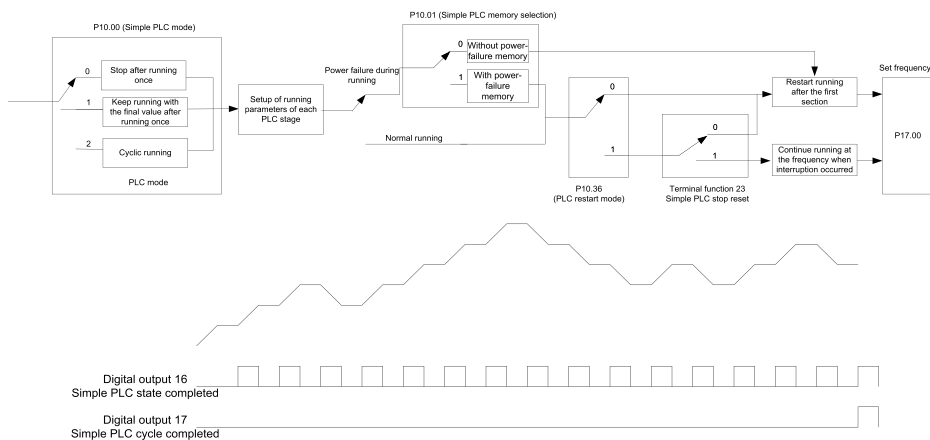 P10.00 (Simple PLC mode)
0
Stop after running
once
1
Keep running with
the final value after
running once
2
Cyclic running
PLC mode
Setup of running
parameters of each
PLC stage
Power failure during
running
Normal running
P10.01 (Simple PLC memory selection)
0
Without power-
failure memory
1
With power-
failure
memory
0
1
P10.36
(PLC restart mode)
0
1
Terminal function 23
Simple PLC stop reset
Restart running
after the first
section
Continue running at
the frequency when
interruption occurred
Set frequency
P17.00
Digital output 16
Simple PLC state completed
Digital output 17
Simple PLC cycle completed